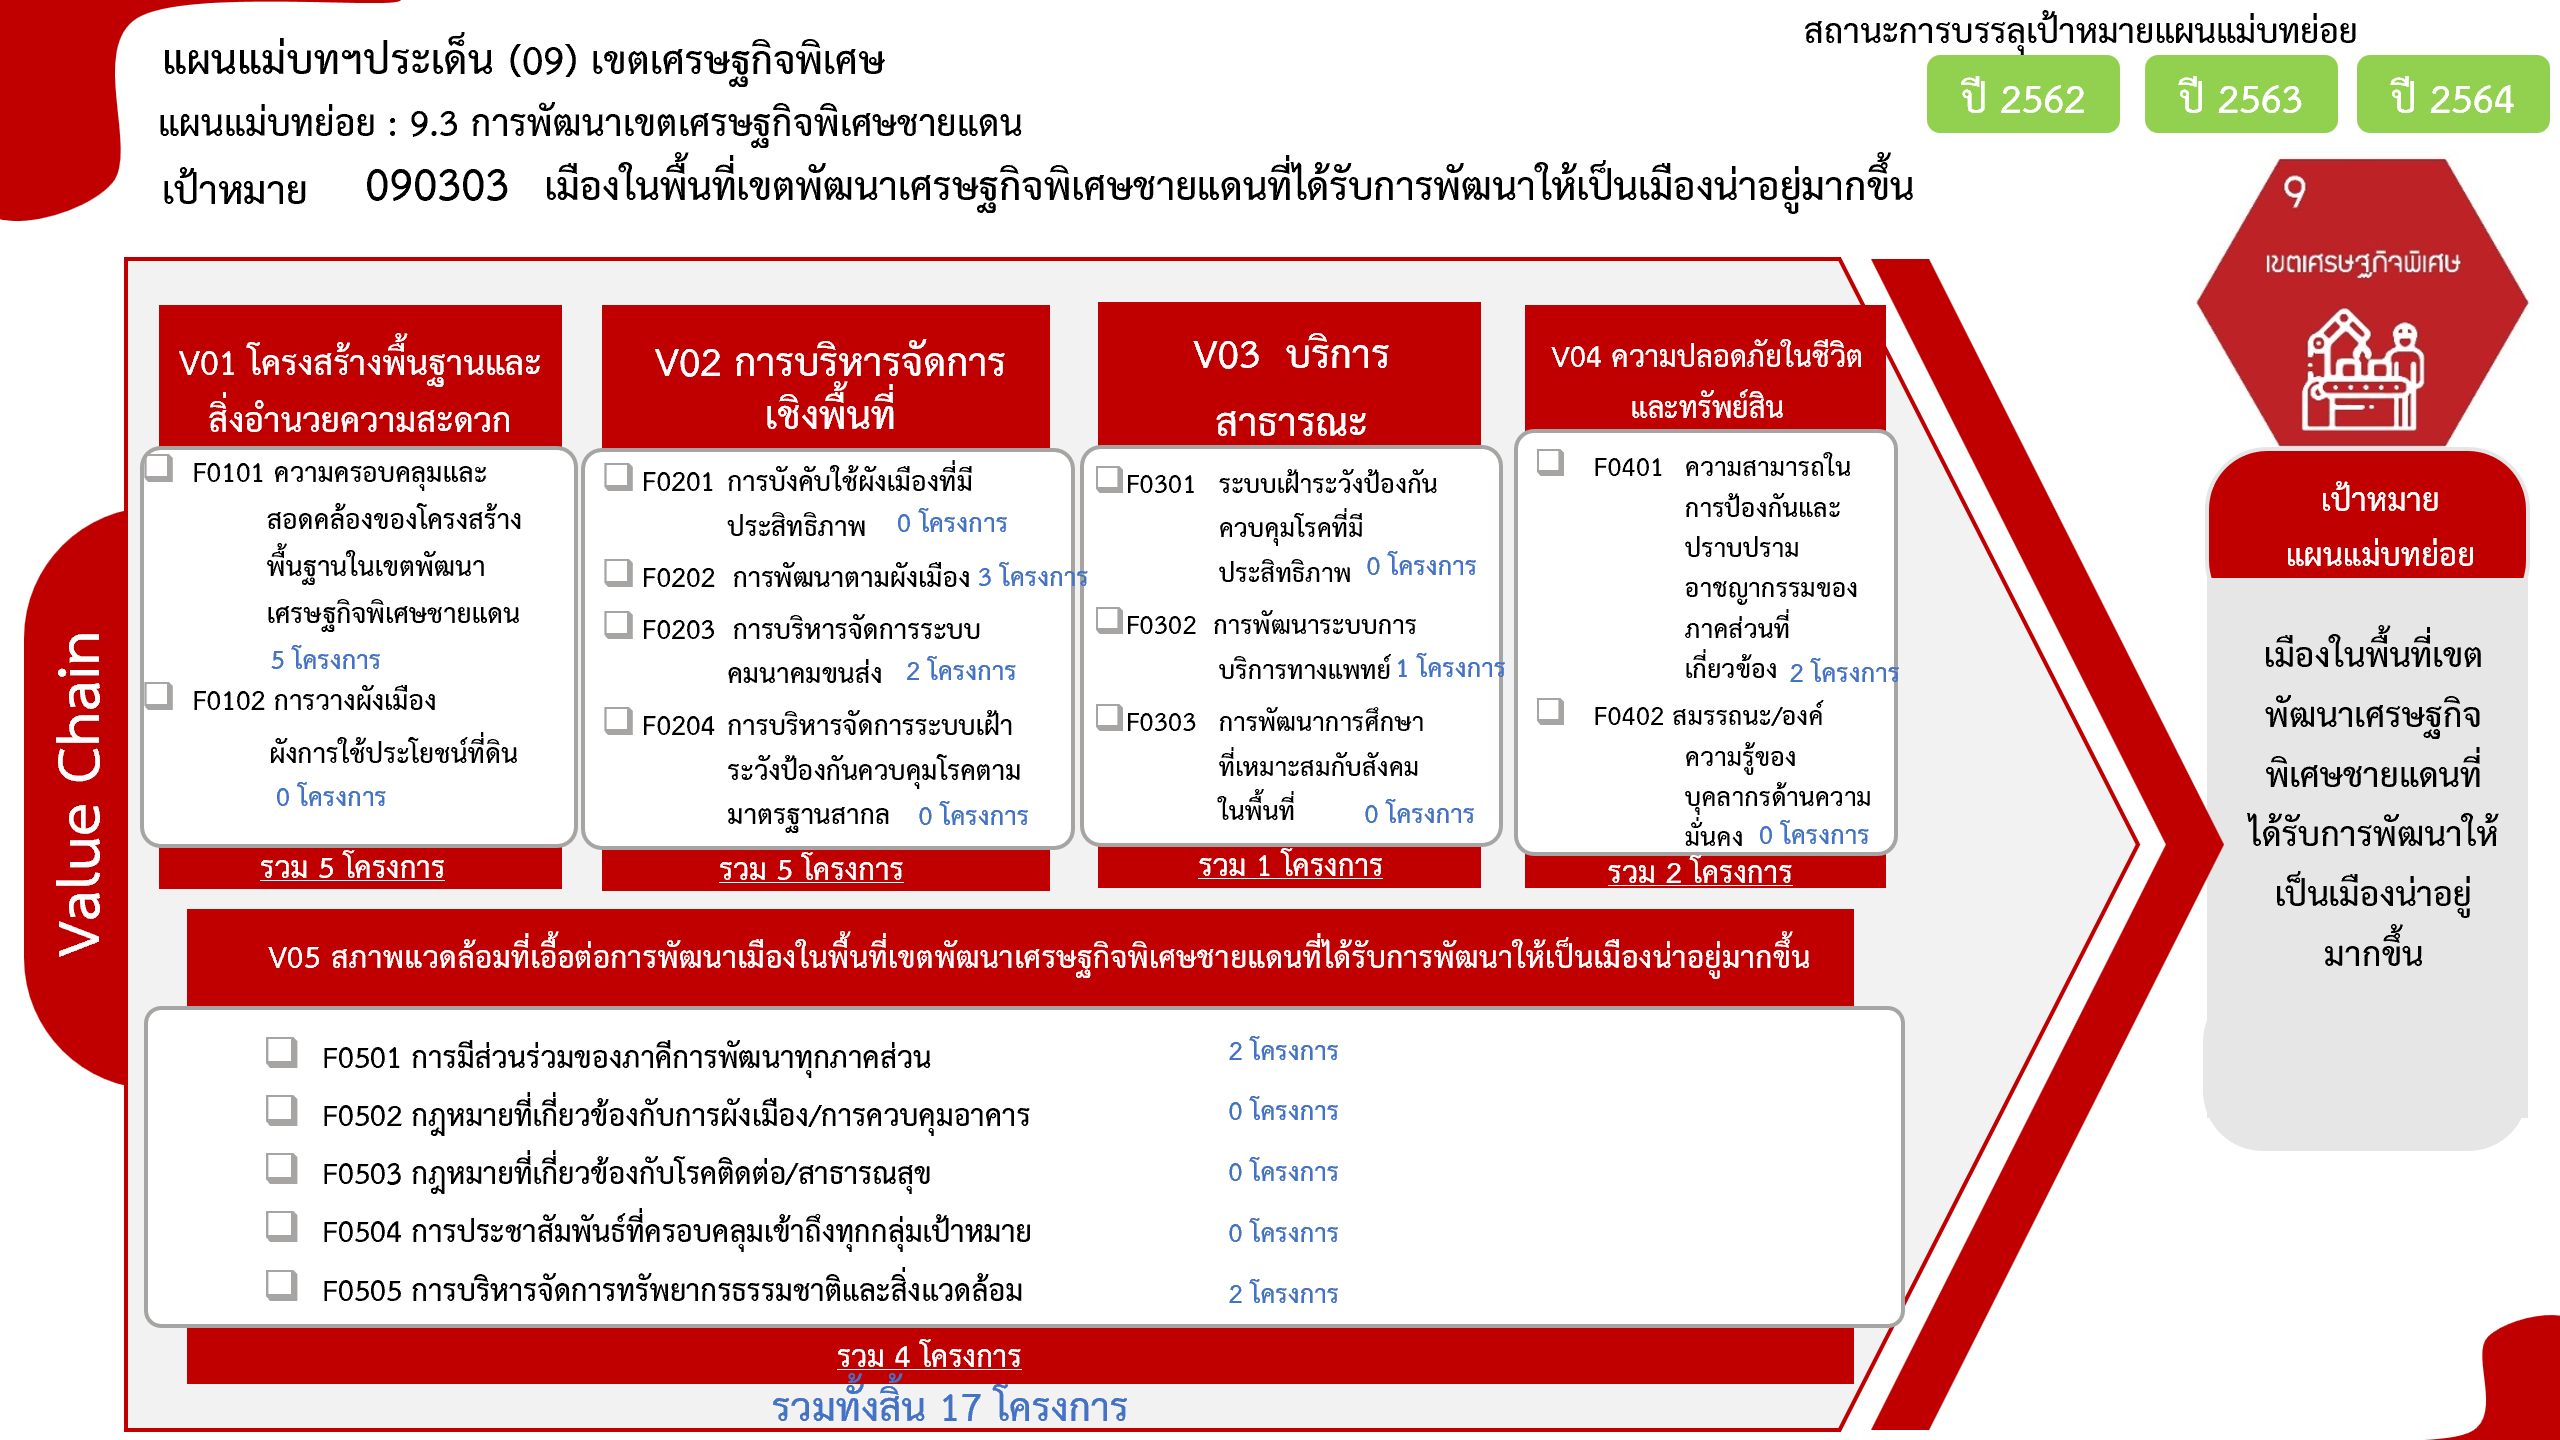 สถานะการบรรลุเป้าหมายแผนแม่บทย่อย
ปี 2562
ปี 2563
ปี 2564
แผนแม่บทฯประเด็น (09) เขตเศรษฐกิจพิเศษ
แผนแม่บทย่อย : 9.3 การพัฒนาเขตเศรษฐกิจพิเศษชายแดน
เป้าหมาย 090303 เมืองในพื้นที่เขตพัฒนาเศรษฐกิจพิเศษชายแดนที่ได้รับการพัฒนาให้เป็นเมืองน่าอยู่มากขึ้น
Value Chain
V01 โครงสร้างพื้นฐานและ
สิ่งอำนวยความสะดวก
F0101 ความครอบคลุมและ
สอดคล้องของโครงสร้าง
พื้นฐานในเขตพัฒนา
เศรษฐกิจพิเศษชายแดน
5 โครงการ
F0102 การวางผังเมือง
ผังการใช้ประโยชน์ที่ดิน
0 โครงการ
รวม 5 โครงการ
V02 การบริหารจัดการ
เชิงพื้นที่
F0201 การบังคับใช้ผังเมืองที่มี
ประสิทธิภาพ 0 โครงการ
F0202 การพัฒนาตามผังเมือง 3 โครงการ
F0203 การบริหารจัดการระบบ
คมนาคมขนส่ง 2 โครงการ
F0204 การบริหารจัดการระบบเฝ้า
ระวังป้องกันควบคุมโรคตาม
มาตรฐานสากล 0 โครงการ
รวม 5 โครงการ
V03 บริการ
สาธารณะ
F0301 ระบบเฝ้าระวังป้องกัน
ควบคุมโรคที่มี
ประสิทธิภาพ 0 โครงการ
F0302 การพัฒนาระบบการ
บริการทางแพทย์ 1 โครงการ
F0303 การพัฒนาการศึกษา
ที่เหมาะสมกับสังคม
ในพื้นที่ 0 โครงการ
รวม 1 โครงการ
V04 ความปลอดภัยในชีวิต
และทรัพย์สิน
F0401 ความสามารถใน
การป้องกันและ
ปราบปราม
อาชญากรรมของ
ภาคส่วนที่
เกี่ยวข้อง 2 โครงการ
F0402 สมรรถนะ/องค์
ความรู้ของ
บุคลากรด้านความ
มั่นคง 0 โครงการ
รวม 2 โครงการ
V05 สภาพแวดล้อมที่เอื้อต่อการพัฒนาเมืองในพื้นที่เขตพัฒนาเศรษฐกิจพิเศษชายแดนที่ได้รับการพัฒนาให้เป็นเมืองน่าอยู่มากขึ้น
F0501 การมีส่วนร่วมของภาคีการพัฒนาทุกภาคส่วน 2 โครงการ
F0502 กฎหมายที่เกี่ยวข้องกับการผังเมือง/การควบคุมอาคาร 0 โครงการ
F0503 กฎหมายที่เกี่ยวข้องกับโรคติดต่อ/สาธารณสุข 0 โครงการ
F0504 การประชาสัมพันธ์ที่ครอบคลุมเข้าถึงทุกกลุ่มเป้าหมาย 0 โครงการ
F0505 การบริหารจัดการทรัพยากรธรรมชาติและสิ่งแวดล้อม 2 โครงการ
รวม 4 โครงการ
รวมทั้งสิ้น 17 โครงการ
9
เขตเศรษฐกิจพิเศษ
เป้าหมาย
แผนแม่บทย่อย
เมืองในพื้นที่เขต
พัฒนาเศรษฐกิจ
พิเศษชายแดนที่
ได้รับการพัฒนาให้
เป็นเมืองน่าอยู่
มากขึ้น